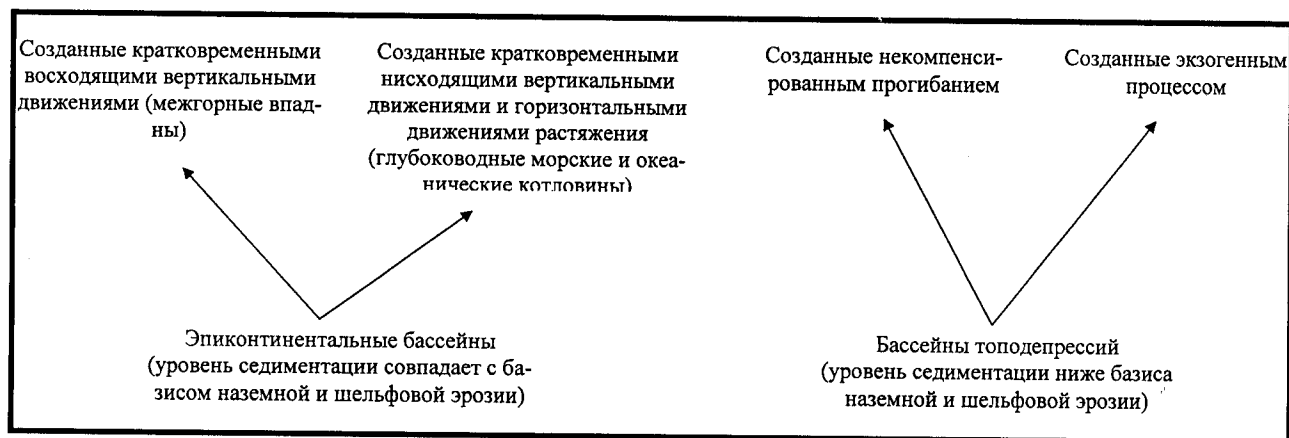 Созданные кратковременными
восходящими вертикальными
движениями (межгорные впад-
ны)
Созданные кратковременными
нисходящими вертикальными
движениями и горизонтальными
движениями растяжения
(глубоководные морские и океа-
нические котловины)
Созданные некомпенси-
рованным прогибанием
Созданные экзогенным
процессом
Эпиконтинентальные бассейны
(уровень седиментации совпадает с ба-
зисом наземной и шельфовой эрозии)
Бассейны топодепрессий
(уровень седиментации ниже базиса
наземной и шельфовой эрозии)